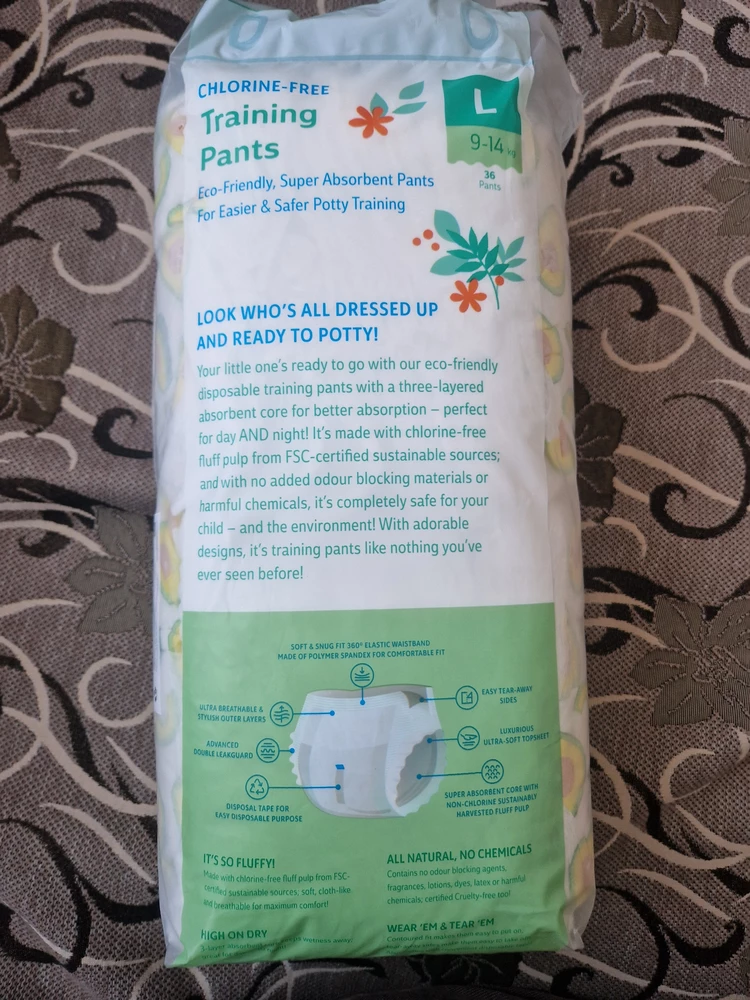 CHLORINE-FREE
Training
Pants
Eco-Friendly, Super Absorbent Pants
For Easier & Safer Potty Training
L
9-14 kg
36
Pants
LOOK WHO'S ALL DRESSED UP
AND READY TO POTTY!
Your little one's ready to go with our eco-friendly
disposable training pants with a three-layered
absorbent core for better absorption – perfect
for day AND night! It's made with chlorine-free
fluff pulp from FSC-certified sustainable sources;
and with no added odour blocking materials or
harmful chemicals, it's completely safe for your
child – and the environment! With adorable
designs, it's training pants like nothing you've
ever seen before!
SOFT & SNUG FIT 360° ELASTIC WAISTBAND
MADE OF POLYMER SPANDEX FOR COMFORTABLE FIT
ULTRA BREATHABLE &
STYLISH OUTER LAYERS
ADVANCED
DOUBLE LEAKGUARD
DISPOSAL TAPE FOR
EASY DISPOSABLE PURPOSE
EASY TEAR-AWAY
SIDES
LUXURIOUS
ULTRA-SOFT TOPSHEET
SUPER ABSORBENT CORE WITH
NON-CHLORINE SUSTAINABLY
HARVESTED FLUFF PULP
IT'S SO FLUFFY!
Made with chlorine-free fluff pulp from FSC-
certified sustainable sources; soft, cloth-like
and breathable for maximum comfort!
ALL NATURAL, NO CHEMICALS
Contains no odour blocking agents,
fragrances, lotions, dyes, latex or harmful
chemicals; certified Cruelty-free too!
HIGH ON DRY
WEAR 'EM & TEAR 'EM
Contoured fit makes them easy to put on,